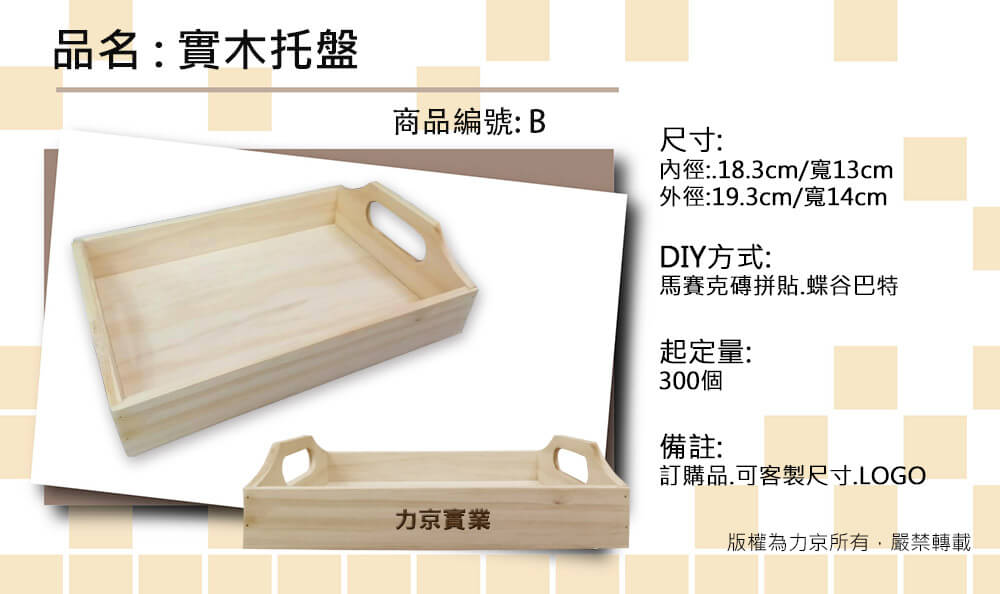 品名 : 實木托盤
商品編號: B
尺寸:
內徑:.18.3cm/寬13cm
外徑:19.3cm/寬14cm
DIY方式:
馬賽克磚拼貼.蝶谷巴特
起定量:
300個
備註:
訂購品.可客製尺寸.LOGO
力京實業
版權為力京所有，嚴禁轉載